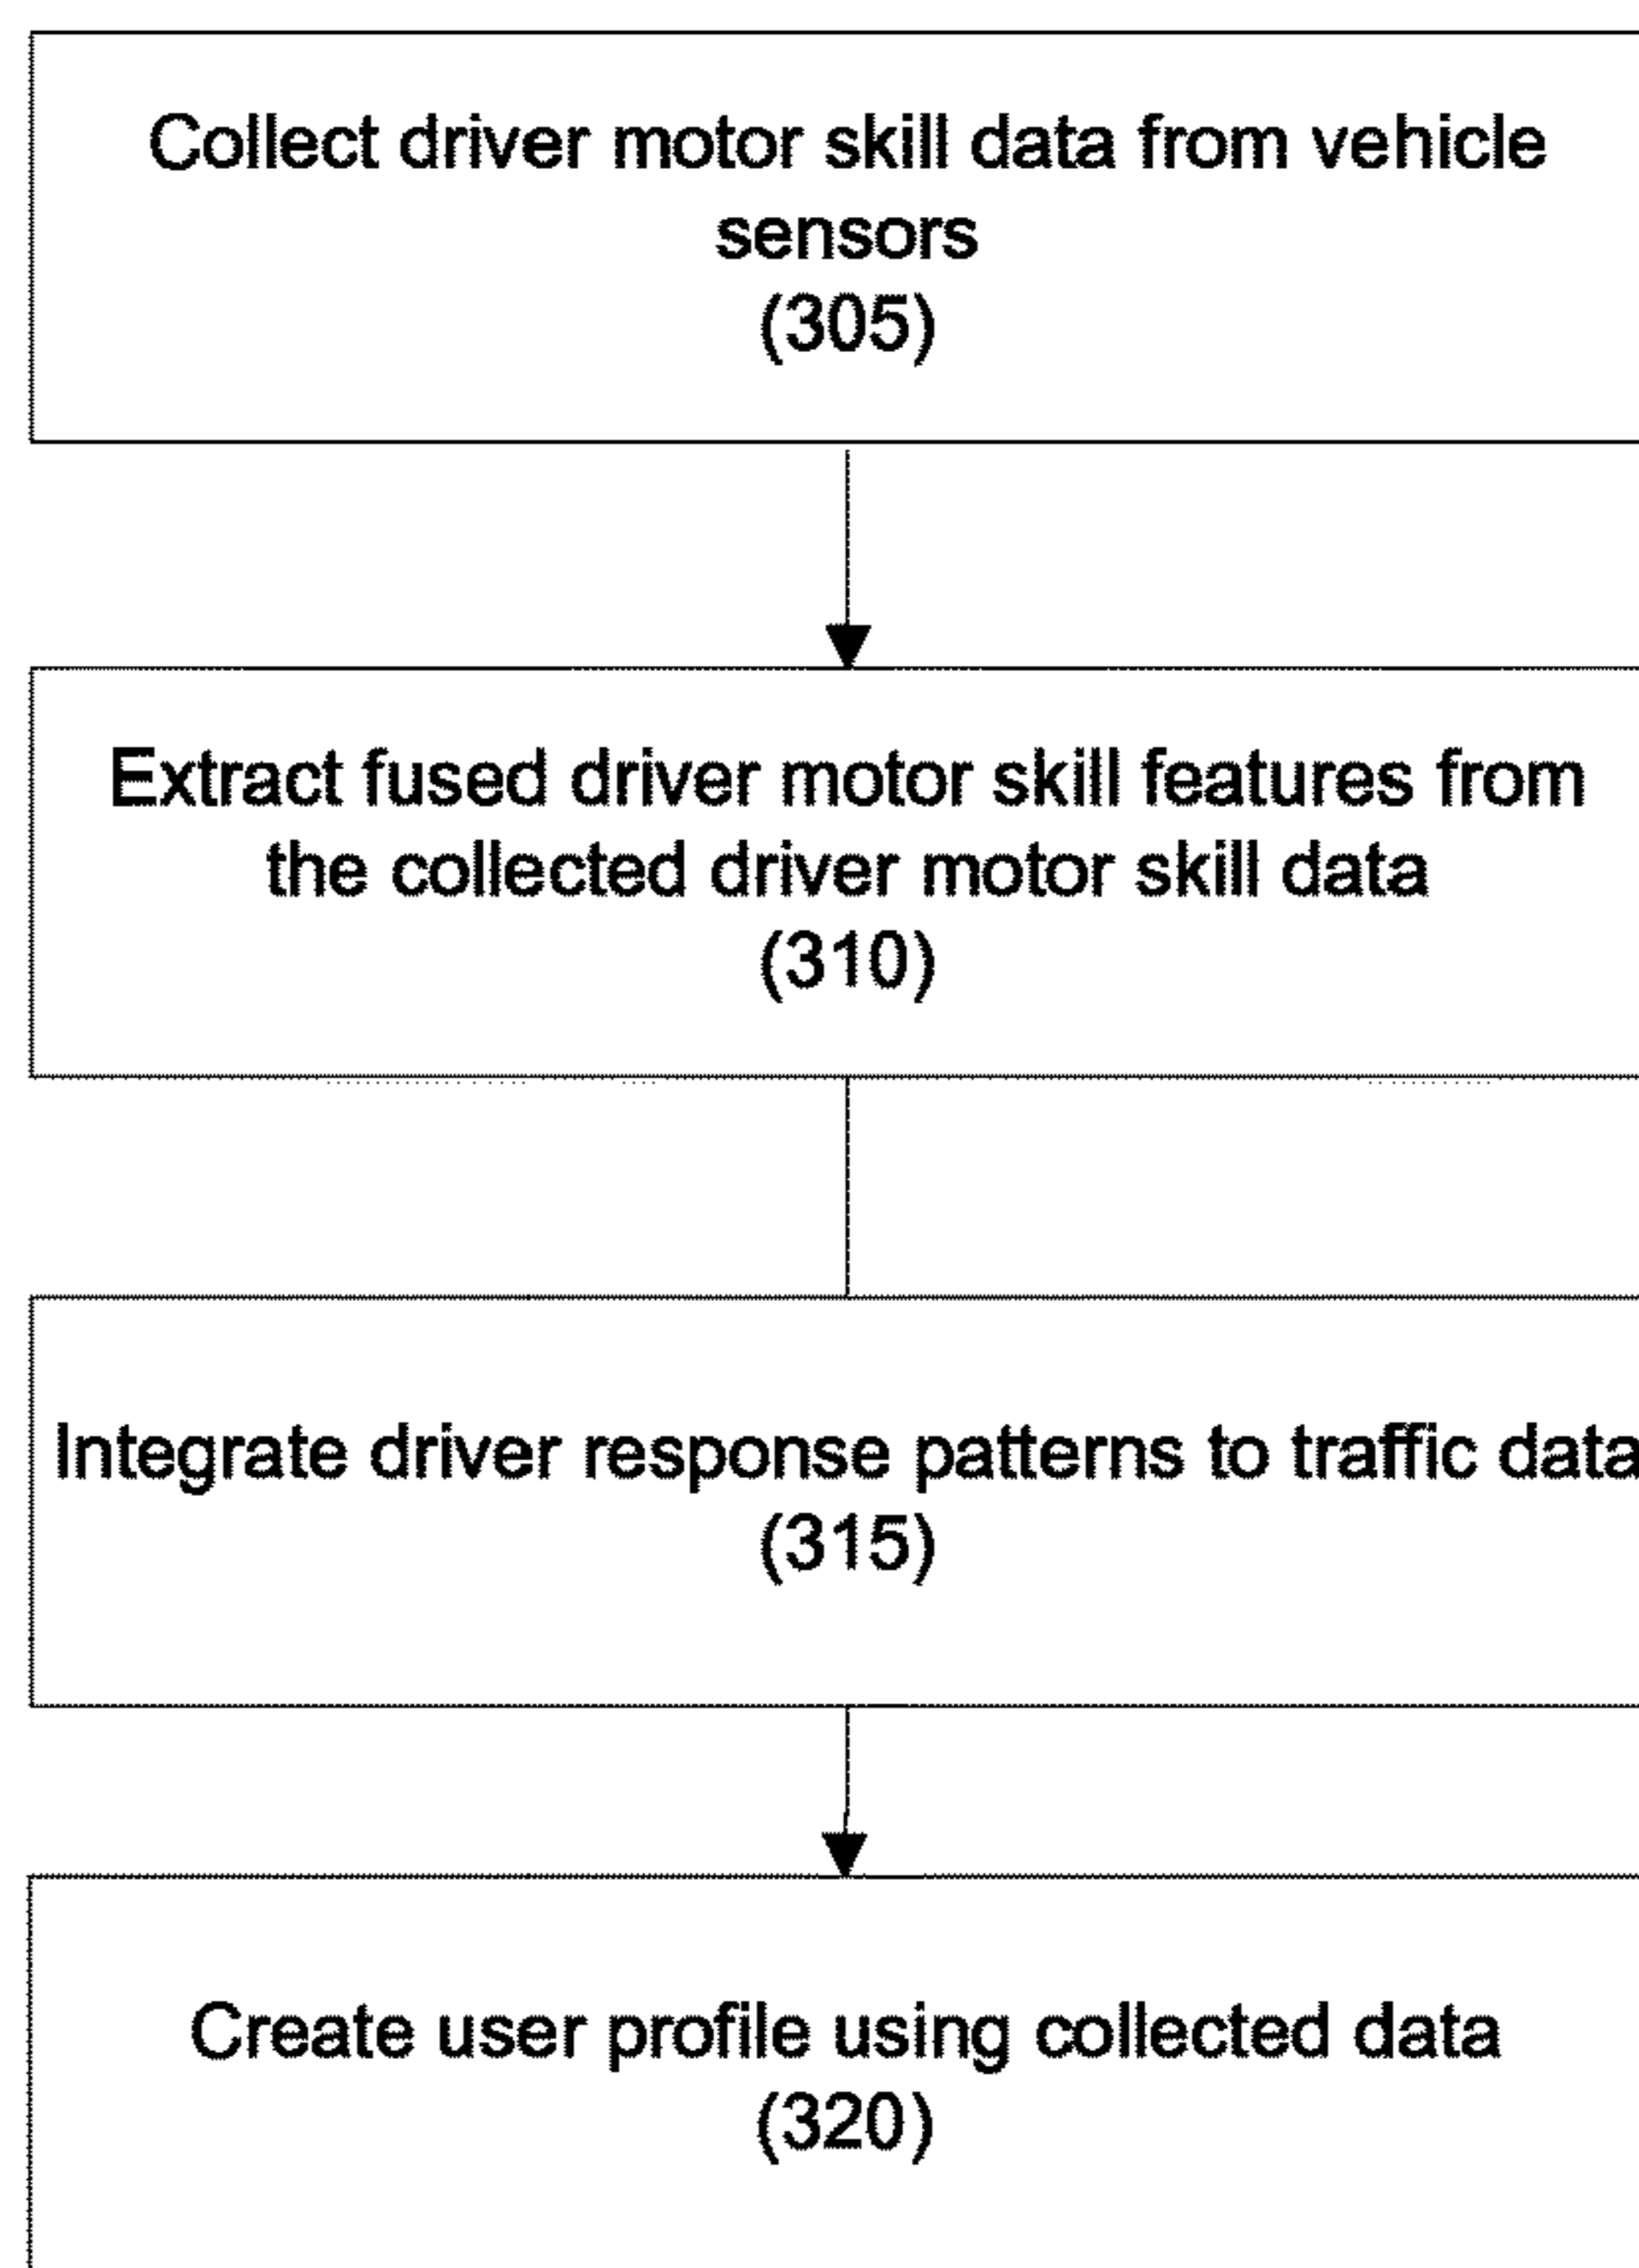 Collect driver motor skill data from vehicle
sensors
(305)
Extract fused driver motor skill features from
the collected driver motor skill data
(310)
Integrate driver response patterns to traffic data
(315)
Create user profile using collected data
(320)